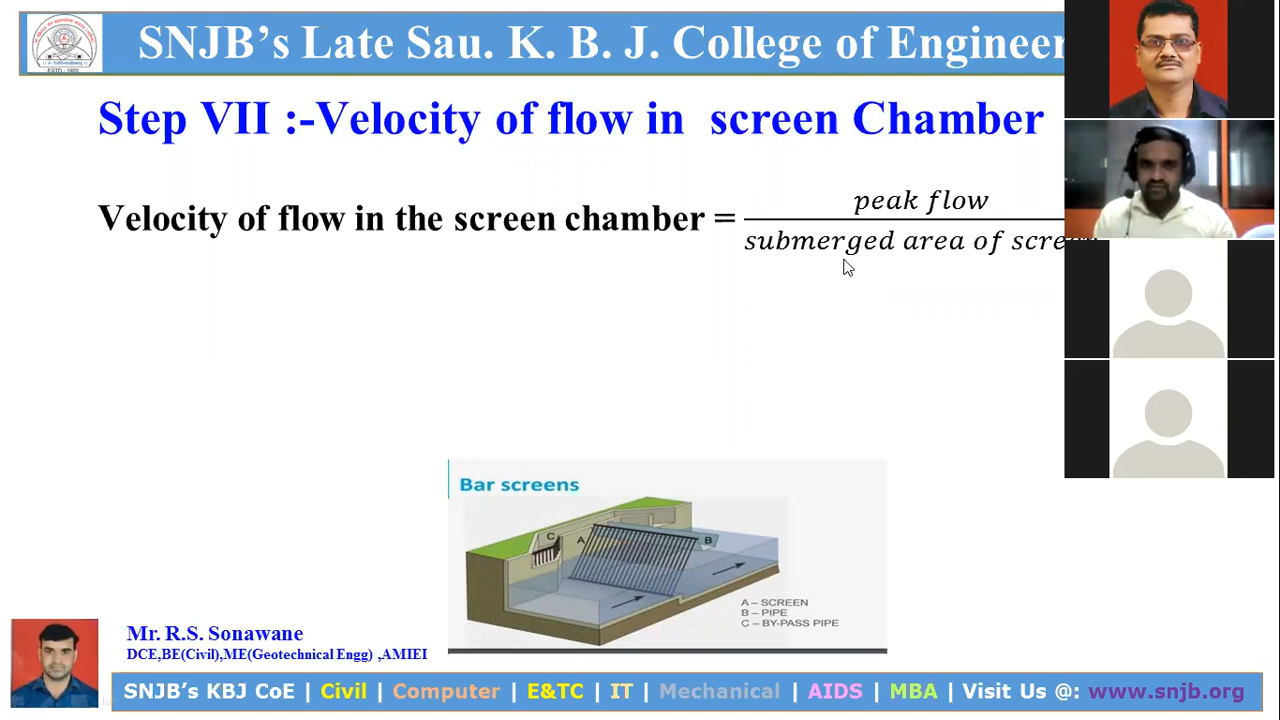 SNJB's Late Sau. K. B. J. College of Engineer
Step VII :-Velocity of flow in screen Chamber
Velocity of flow in the screen chamber = peak flow
submerged area of screen
Bar screens
C
A
B
A – SCREEN
B – PIPE
C – BY-PASS PIPE
Mr. R.S. Sonawane
DCE,BE(Civil),ME(Geotechnical Engg) ,AMIEI
SNJB's KBJ CoE | Civil | Computer | E&TC | IT | Mechanical | AIDS | MBA | Visit Us @: www.snjb.org